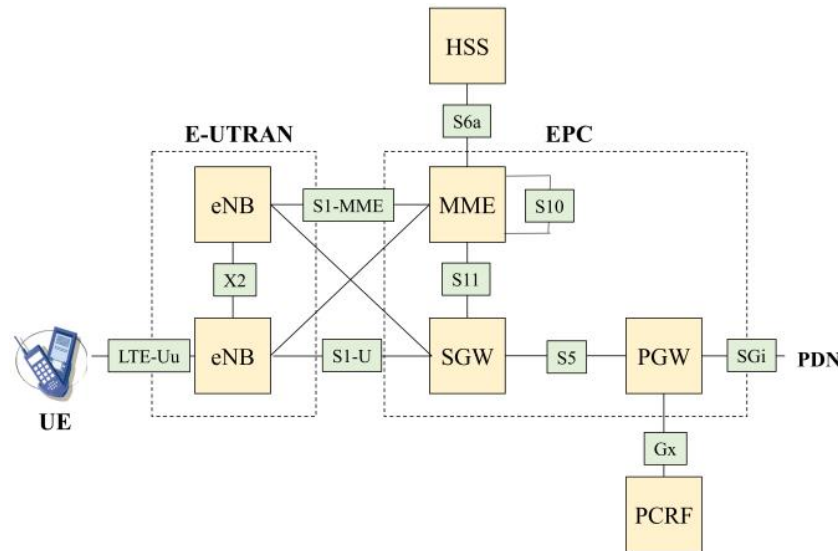 HSS
S6a
E-UTRAN
EPC
eNB
S1-MME
MME
S10
X2
S11
LTE-Uu
eNB
S1-U
SGW
S5
PGW
SGi
PDN
UE
Gx
PCRF